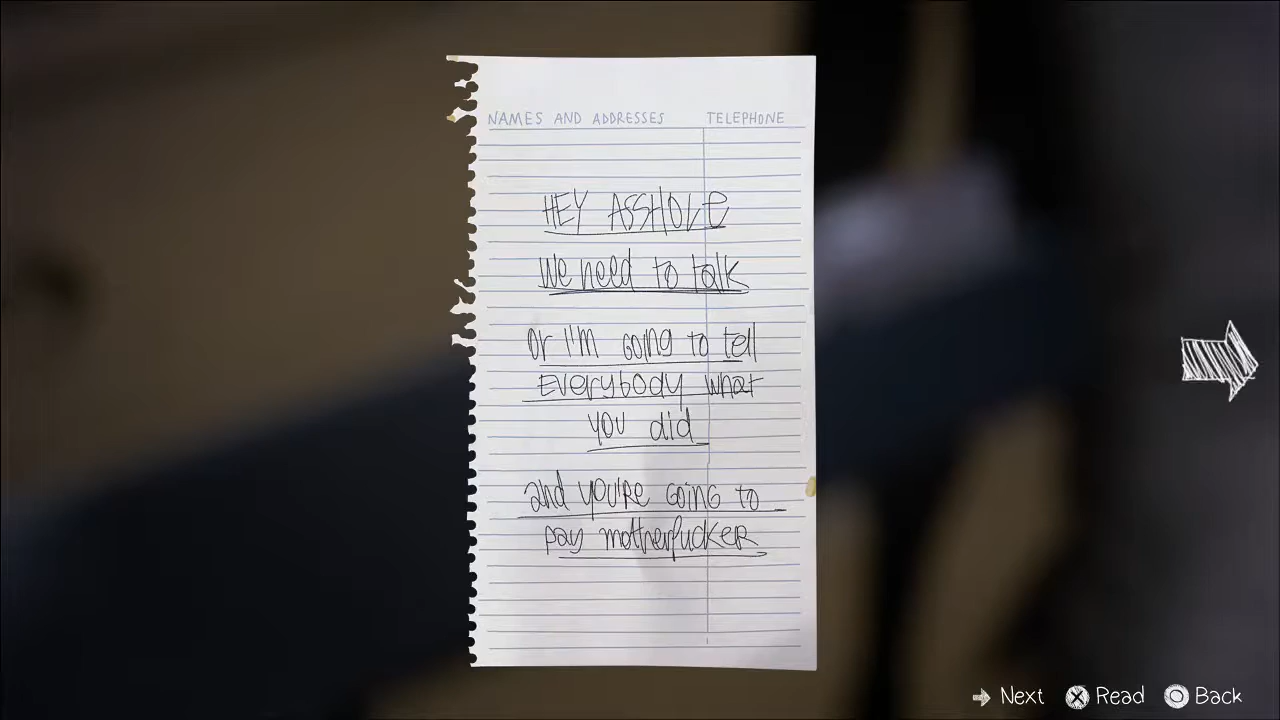 NAMES AND ADDRESSES TELEPHONE
HEY ASSHOLe
We need to talk
Or I'm going to tell
Everybody what
you did
and you're going to
pay motherfucker
Next Read Back